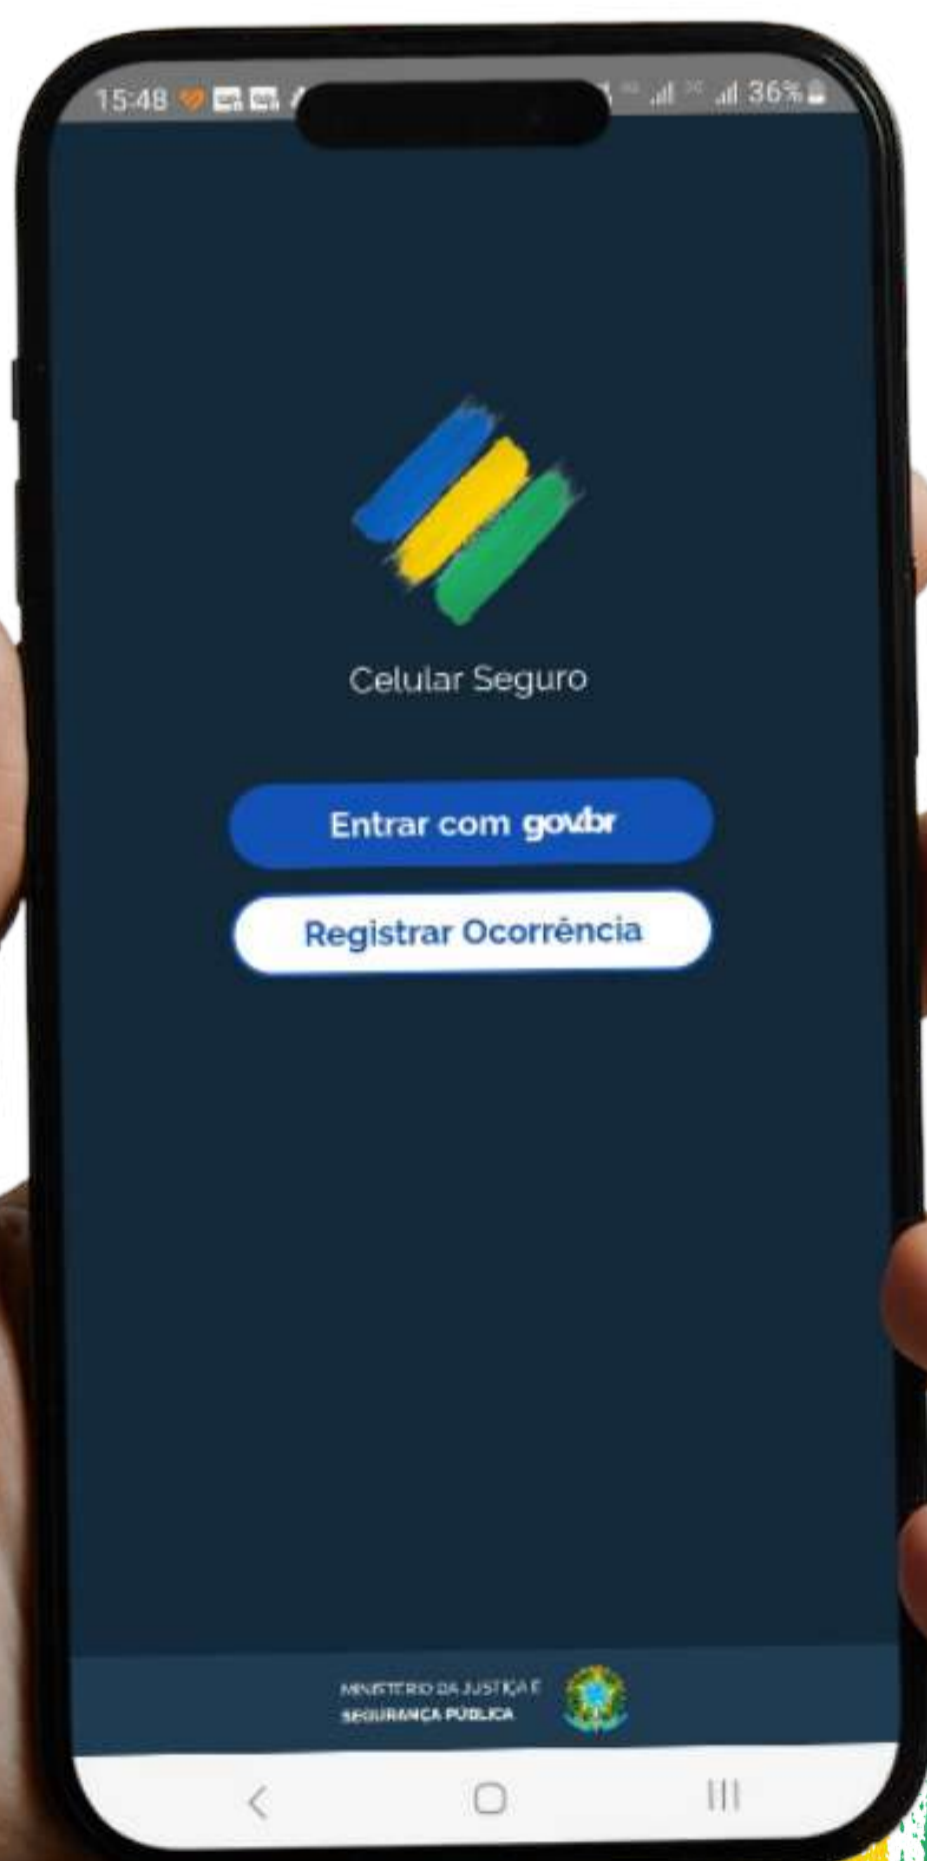 15:48 36%
Celular Seguro
Entrar com gov.br
Registrar Ocorrência
MINISTÉRIO DA JUSTIÇA E
SEGURANÇA PÚBLICA